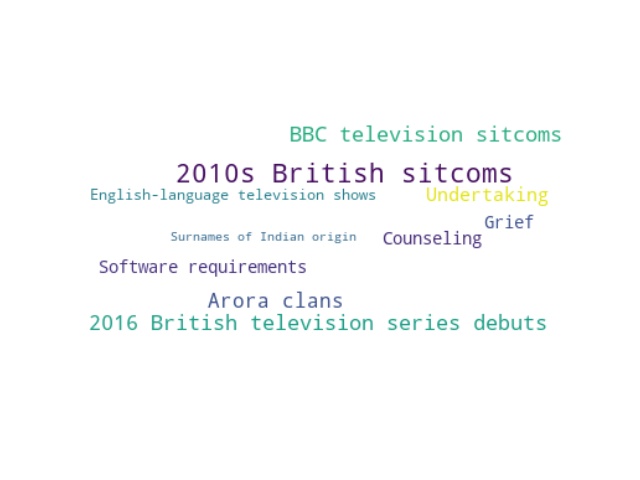 BBC television sitcoms
2010s British sitcoms
English-language television shows
Undertaking
Grief
Surnames of Indian origin
Counseling
Software requirements
Arora clans
2016 British television series debuts